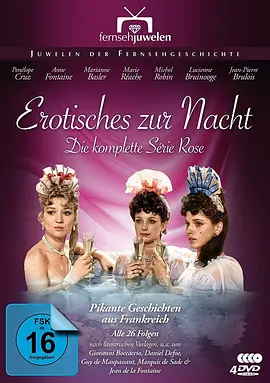 fernsehjuwelen
JUWELEN DER FERNSEHGESCHICHTE
Penélope Cruz
Anne Fontaine
Marianne Basler
Marie Réache
Michel Robin
Lucienne Bruinooge
Jean-Pierre Brudois
Erotisches zur Nacht
Die komplette Serie Rose
Pikante Geschichten
aus Frankreich
Alle 26 Folgen
nach literarischen Vorlagen, u.a. von
Giovanni Boccaccio, Daniel Defoe,
Guy de Maupassant, Marquis de Sade &
Jean de la Fontaine
FSK
ab
16
freigegeben
4 DVD